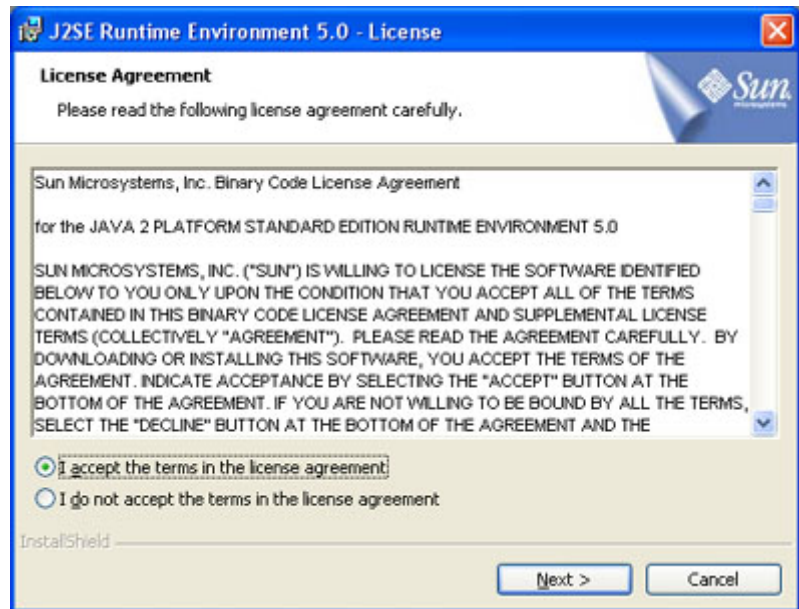 J2SE Runtime Environment 5.0 - License
License Agreement
Please read the following license agreement carefully.
Sun
microsystems
Sun Microsystems, Inc. Binary Code License Agreement
for the JAVA 2 PLATFORM STANDARD EDITION RUNTIME ENVIRONMENT 5.0
SUN MICROSYSTEMS, INC. ("SUN") IS WILLING TO LICENSE THE SOFTWARE IDENTIFIED
BELOW TO YOU ONLY UPON THE CONDITION THAT YOU ACCEPT ALL OF THE TERMS
CONTAINED IN THIS BINARY CODE LICENSE AGREEMENT AND SUPPLEMENTAL LICENSE
TERMS (COLLECTIVELY "AGREEMENT").  PLEASE READ THE AGREEMENT CAREFULLY.  BY
DOWNLOADING OR INSTALLING THIS SOFTWARE, YOU ACCEPT THE TERMS OF THE
AGREEMENT. INDICATE ACCEPTANCE BY SELECTING THE "ACCEPT" BUTTON AT THE
BOTTOM OF THE AGREEMENT. IF YOU ARE NOT WILLING TO BE BOUND BY ALL THE TERMS,
SELECT THE "DECLINE" BUTTON AT THE BOTTOM OF THE AGREEMENT AND THE
I accept the terms in the license agreement
I do not accept the terms in the license agreement
InstallShield
Next >
Cancel